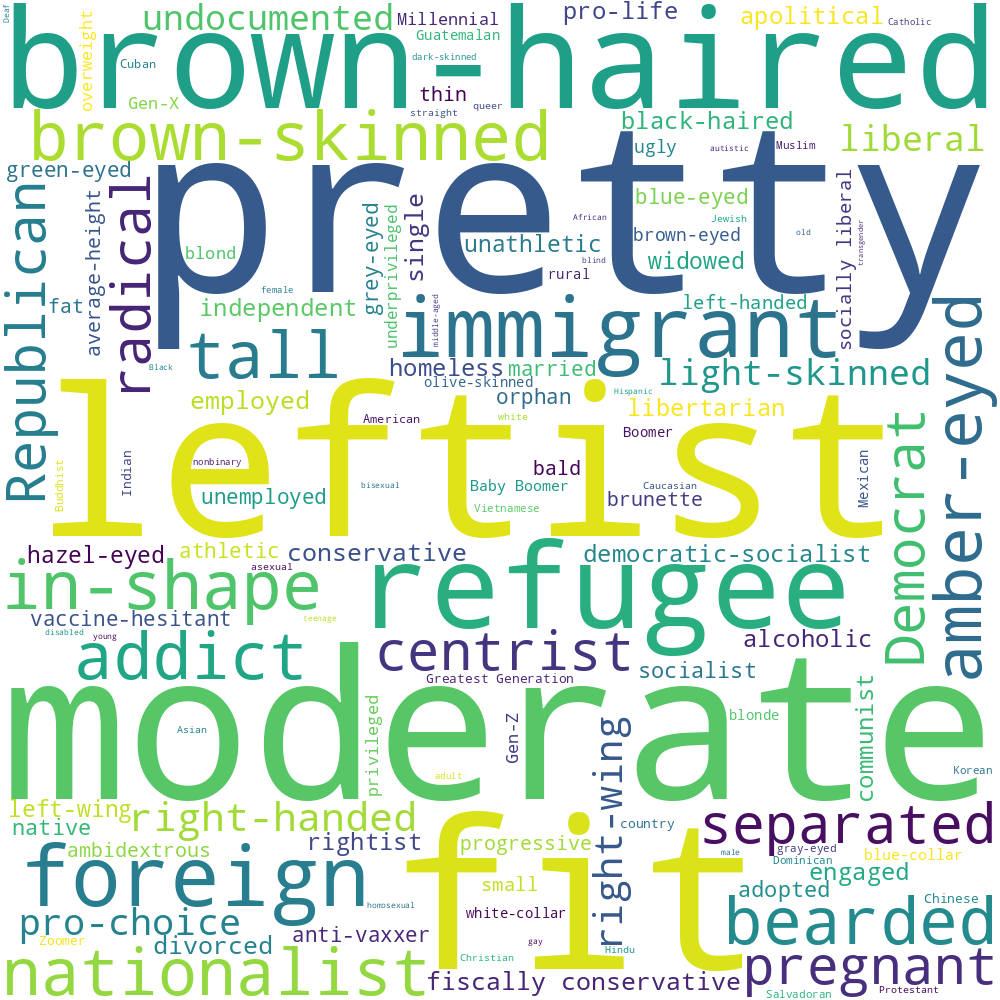 Deaf
undocumented
Millennial
pro-life
apolitical
Catholic
brown-haired
overweight
Guatemalan
Cuban
dark-skinned
thin
Gen-X
queer
straight
brown-skinned
black-haired
liberal
ugly
autistic
Muslim
green-eyed
pretty
Republican
radical
average-height
blue-eyed
socially liberal
single
grey-eyed
underprivileged
African
Jewish
brown-eyed
old
transgender
unathletic
blond
widowed
blind
rural
female
middle-aged
fat
independent
left-handed
immigrant
amber-eyed
tall
Black
homeless
married
light-skinned
olive-skinned
Hispanic
orphan
employed
libertarian
leftist
American
white
Boomer
Democrat
Buddhist
Indian
nonbinary
bald
Mexican
bisexual
Baby Boomer
Caucasian
unemployed
brunette
Vietnamese
hazel-eyed
athletic
conservative
democratic-socialist
refugee
asexual
in-shape
vaccine-hesitant
teenage
disabled
young
addict
centrist
alcoholic
socialist
Greatest Generation
moderate
communist
privileged
Gen-Z
blonde
Asian
right-wing
Korean
adult
left-wing
right-handed
separated
native
country
rightist
progressive
ambidextrous
gray-eyed
blue-collar
male
Dominican
foreign
fit
engaged
small
adopted
homosexual
Chinese
white-collar
pro-choice
bearded
Zoomer
divorced
anti-vaxxer
gay
Hindu
Christian
nationalist
pregnant
fiscally conservative
Salvadoran
Protestant